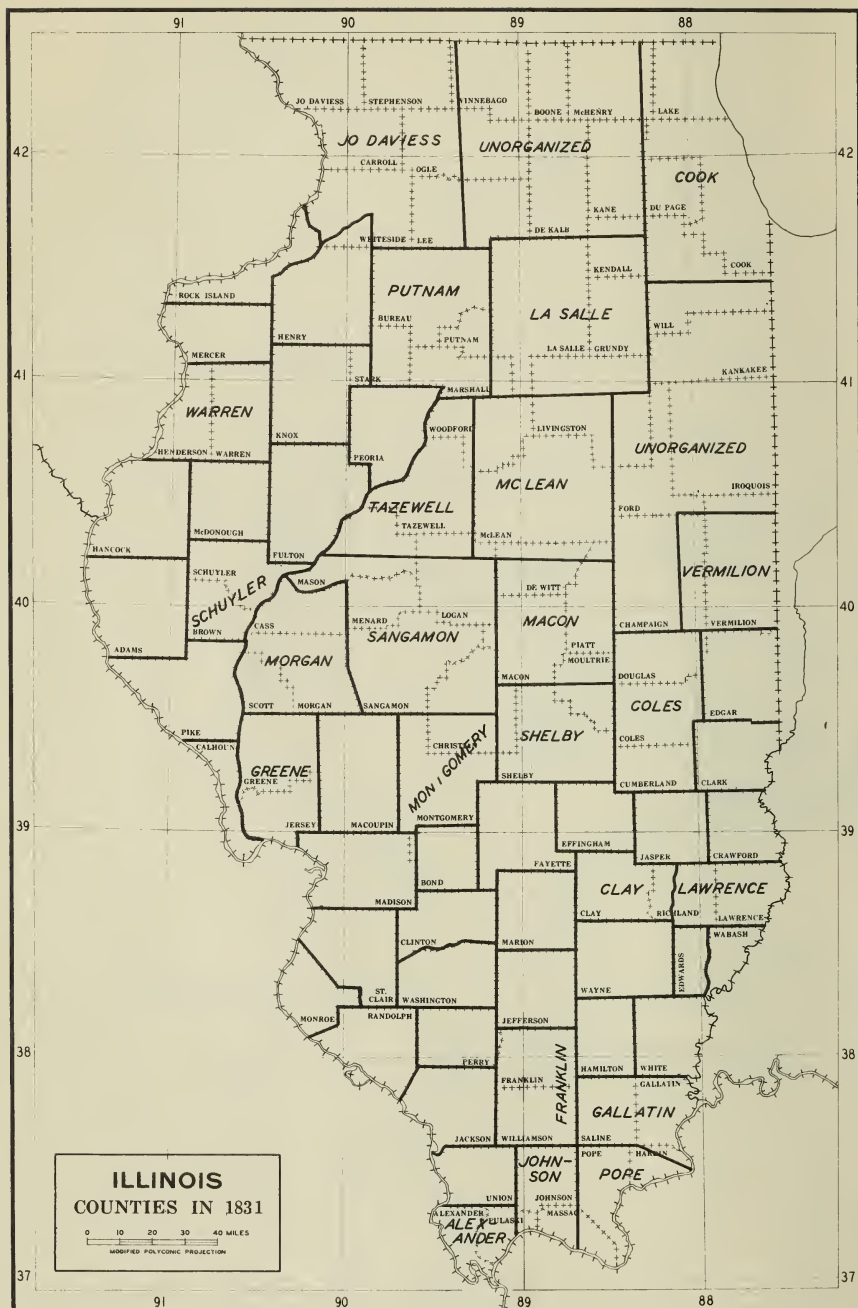 91 90 89 88
JO DAVIESS STEPHENSON WINNEBAGO BOONE McHENRY LAKE
42 JO DAVIESS UNORGANIZED 42
CARROLL OGLE COOK
KANE DU PAGE
WHITESIDE LEE DE KALB
COOK
KENDALL
PUTNAM
ROCK ISLAND LA SALLE
BUREAU
HENRY PUTNAM LA SALLE GRUNDY WILL
MERCER KANKAKEE
41 STARK MARSHALL 41
WARREN
WOODFORD LIVINGSTON
KNOX UNORGANIZED
HENDERSON WARREN PEORIA
MC LEAN IROQUOIS
TAZEWELL FORD
TAZEWELL
McDONOUGH McLEAN
HANCOCK FULTON
SCHUYLER VERMILION
MASON
SCHUYLER DE WITT
40 LOGAN 40
CASS MENARD SANGAMON MACON CHAMPAIGN VERMILION
BROWN
ADAMS MORGAN PIATT
MOULTRIE
MACON DOUGLAS
SCOTT MORGAN SANGAMON COLES
EDGAR
PIKE SHELBY
CALHOUN CHRISTIAN COLES
GREENE MONTGOMERY
GREENE SHELBY CUMBERLAND CLARK
39 JERSEY MACOUPIN MONTGOMERY 39
EFFINGHAM
JASPER CRAWFORD
BOND FAYETTE
CLAY LAWRENCE
MADISON CLAY RICHLAND LAWRENCE
WABASH
CLINTON MARION
EDWARDS
ST.
CLAIR WASHINGTON WAYNE
MONROE RANDOLPH
JEFFERSON
38 38
PERRY HAMILTON WHITE
FRANKLIN FRANKLIN GALLATIN
GALLATIN
JACKSON WILLIAMSON SALINE
POPE HARDIN
JOHN-
SON POPE
UNION
ALEXANDER JOHNSON
PULASKI MASSAC
ALEX-
ANDER
ILLINOIS
COUNTIES IN 1831
0 10 20 30 40 MILES
MODIFIED POLYCONIC PROJECTION
37 37
91 90 89 88